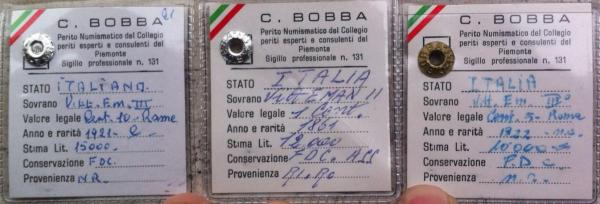 C. BOBBA
Perito Numismatico del Collegio
periti esperti e consulenti del
Piemonte
Sigillo professionale n. 131
STATO ITALIANO
Sovrano Vitt. Em. III
Valore legale Cent. 10 - Rame
Anno e rarità 1921 -
Stima Lit. 15000.
Conservazione F.D.C.
Provenienza N.R.
C. BOBBA
Perito Numismatico del Collegio
periti esperti e consulenti del
Piemonte
Sigillo professionale n. 131
STATO ITALIA
Sovrano Vitt E. MAN II
Valore legale 1 Cent.
Anno e rarità 1861
Stima Lit. 12.000
Conservazione F.D.C.
Provenienza
C. BOBBA
Perito Numismatico del Collegio
periti esperti e consulenti del
Piemonte
Sigillo professionale n. 131
STATO ITALIA
Sovrano Vitt. Em. III°
Valore legale Cent. 5 - Rame
Anno e rarità 1922 -
Stima Lit. 10000
Conservazione F.D.C.
Provenienza